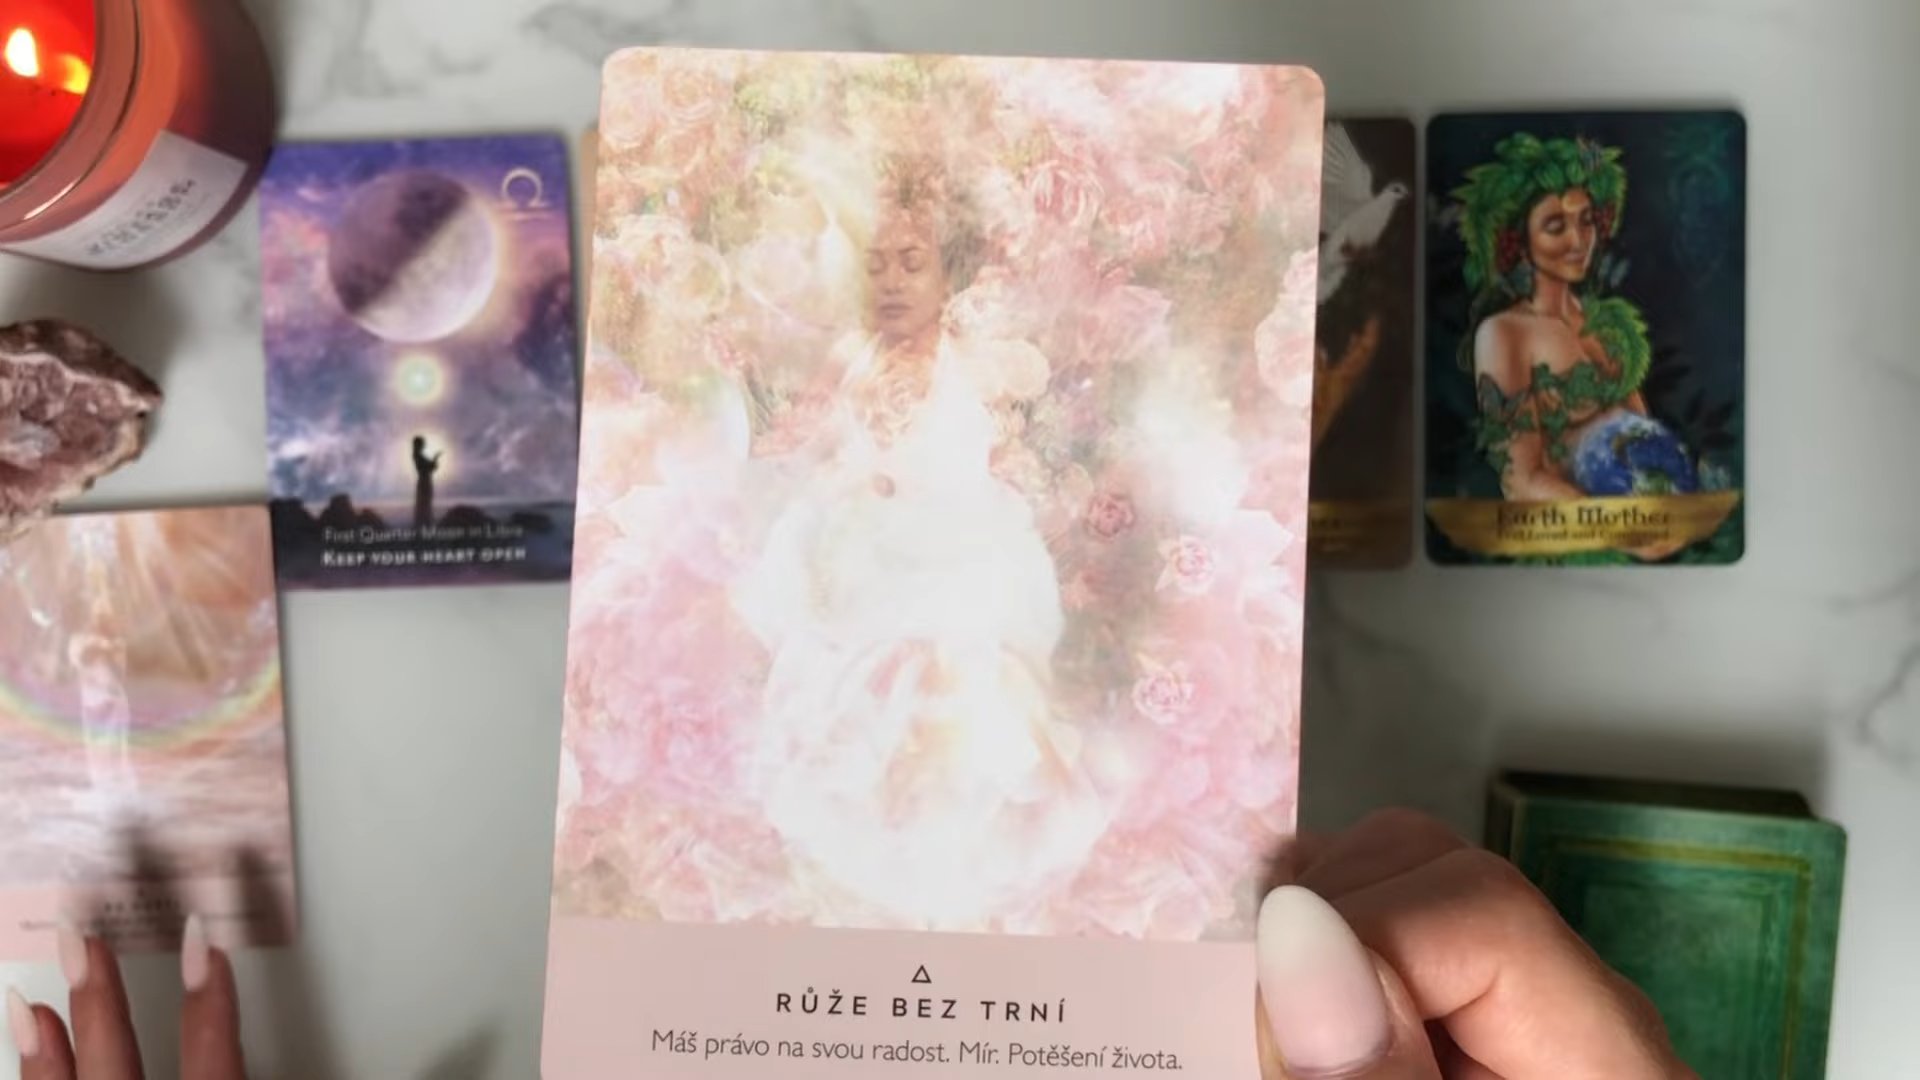 First Quarter Moon in Libra
KEEP YOUR HEART OPEN
Earth Mother
RŮŽE BEZ TRNÍ
Máš právo na svou radost. Mír. Potěšení života.